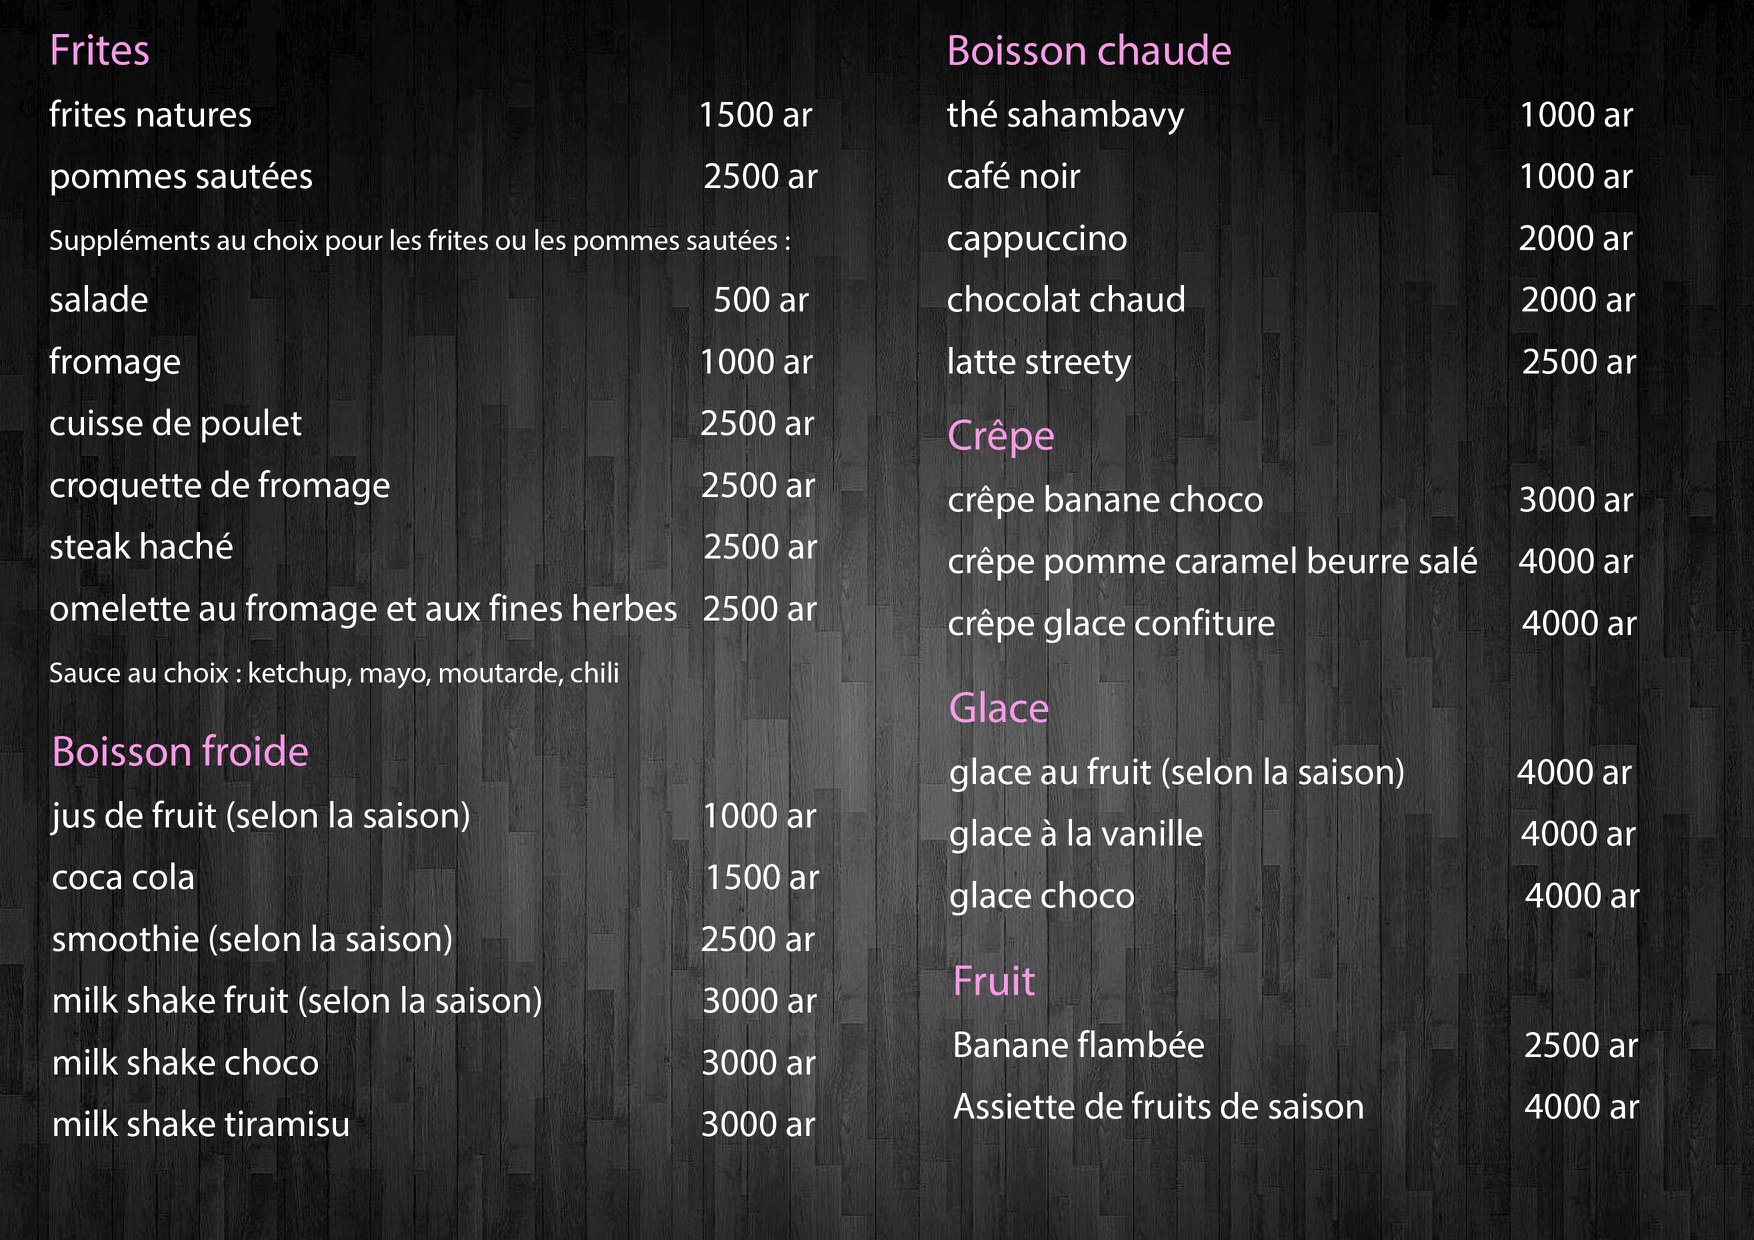 Frites
frites natures 1500 ar
pommes sautées 2500 ar
Suppléments au choix pour les frites ou les pommes sautées :
salade 500 ar
fromage 1000 ar
cuisse de poulet 2500 ar
croquette de fromage 2500 ar
steak haché 2500 ar
omelette au fromage et aux fines herbes 2500 ar
Sauce au choix : ketchup, mayo, moutarde, chili
Boisson froide
jus de fruit (selon la saison) 1000 ar
coca cola 1500 ar
smoothie (selon la saison) 2500 ar
milk shake fruit (selon la saison) 3000 ar
milk shake choco 3000 ar
milk shake tiramisu 3000 ar
Boisson chaude
thé sahambavy 1000 ar
café noir 1000 ar
cappuccino 2000 ar
chocolat chaud 2000 ar
latte streety 2500 ar
Crêpe
crêpe banane choco 3000 ar
crêpe pomme caramel beurre salé 4000 ar
crêpe glace confiture 4000 ar
Glace
glace au fruit (selon la saison) 4000 ar
glace à la vanille 4000 ar
glace choco 4000 ar
Fruit
Banane flambée 2500 ar
Assiette de fruits de saison 4000 ar